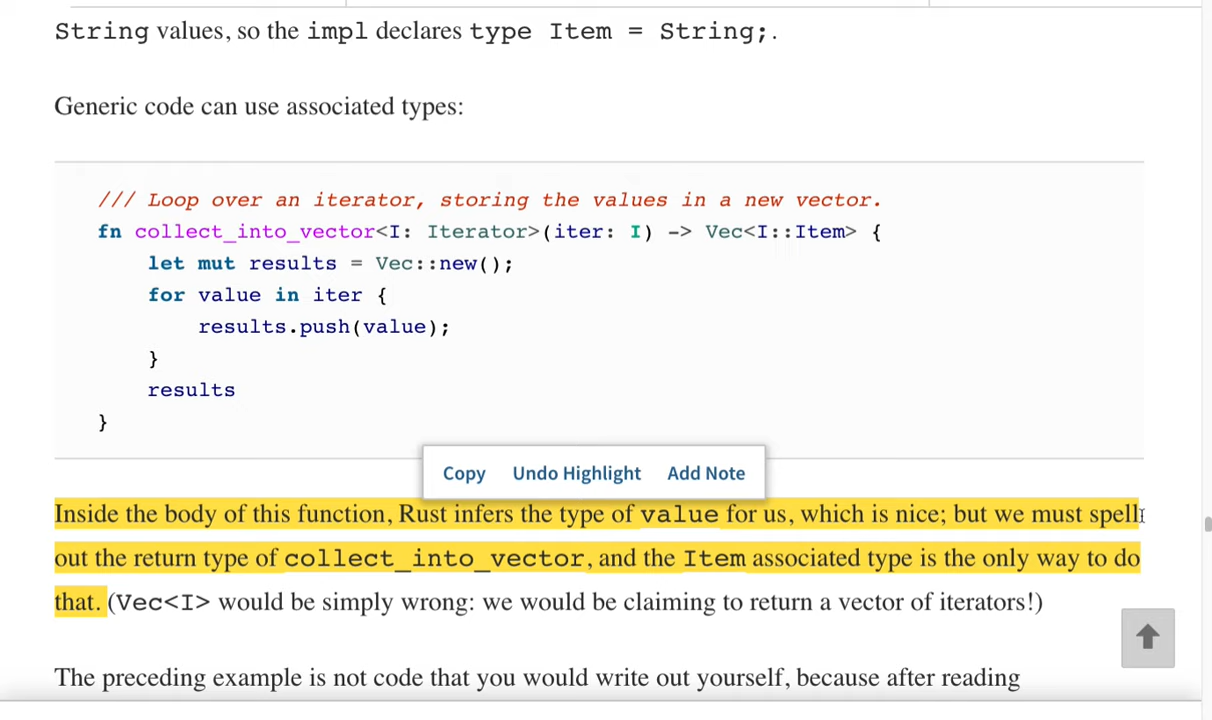 String values, so the impl declares type Item = String;.
Generic code can use associated types:
/// Loop over an iterator, storing the values in a new vector.
fn collect_into_vector<I: Iterator>(iter: I) -> Vec<I::Item> {
    let mut results = Vec::new();
    for value in iter {
        results.push(value);
    }
    results
}
Copy Undo Highlight Add Note
Inside the body of this function, Rust infers the type of value for us, which is nice; but we must spell
out the return type of collect_into_vector, and the Item associated type is the only way to do
that. (Vec<I> would be simply wrong: we would be claiming to return a vector of iterators!)
The preceding example is not code that you would write out yourself, because after reading